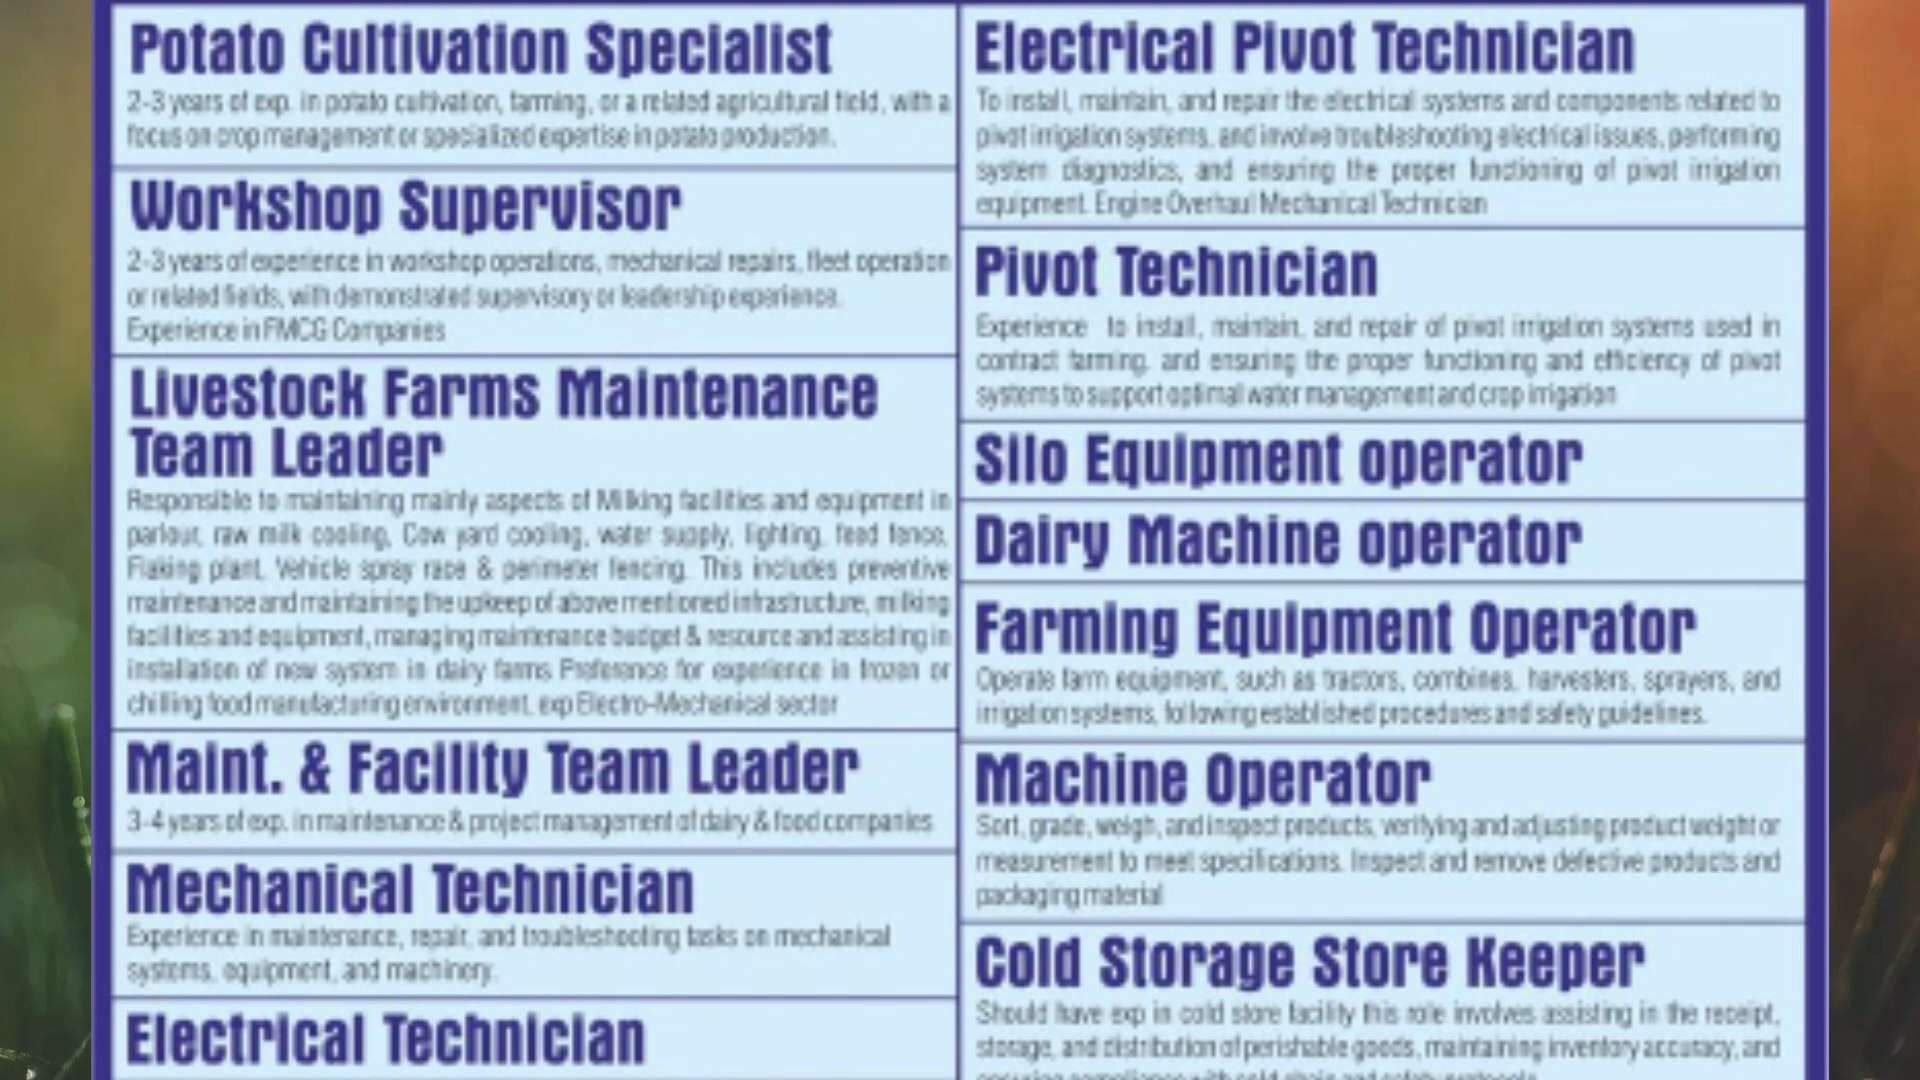 Potato Cultivation Specialist
2-3 years of exp. in potato cultivation, farming, or a related agricultural field, with a
focus on crop management or specialized expertise in potato production.
Workshop Supervisor
2-3 years of experience in workshop operations, mechanical repairs, fleet operation
or related fields, with demonstrated supervisory or leadership experience.
Experience in FMCG Companies
Livestock Farms Maintenance
Team Leader
Responsible to maintaining mainly aspects of Milking facilities and equipment in
parlour, raw milk cooling, Cow yard cooling, water supply, lighting, feed fence,
Flaking plant, Vehicle spray race & perimeter fencing. This includes preventive
maintenance and maintaining the upkeep of above mentioned infrastructure, milking
facilities and equipment, managing maintenance budget & resource and assisting in
installation of new system in dairy farms Preference for experience in frozen or
chilling food manufacturing environment, exp Electro-Mechanical sector
Maint. & Facility Team Leader
3-4 years of exp. in maintenance & project management of dairy & food companies
Mechanical Technician
Experience in maintenance, repair, and troubleshooting tasks on mechanical
systems, equipment, and machinery.
Electrical Technician
Electrical Pivot Technician
To install, maintain, and repair the electrical systems and components related to
pivot irrigation systems, and involve troubleshooting electrical issues, performing
system diagnostics, and ensuring the proper functioning of pivot irrigation
equipment. Engine Overhaul Mechanical Technician
Pivot Technician
Experience to install, maintain, and repair of pivot irrigation systems used in
contract farming. and ensuring the proper functioning and efficiency of pivot
systems to support optimal water management and crop irrigation
Silo Equipment operator
Dairy Machine operator
Farming Equipment Operator
Operate farm equipment, such as tractors, combines, harvesters, sprayers, and
irrigation systems, following established procedures and safety guidelines.
Machine Operator
Sort, grade, weigh, and inspect products, verifying and adjusting product weight or
measurement to meet specifications. Inspect and remove defective products and
packaging material
Cold Storage Store Keeper
Should have exp in cold store facility this role involves assisting in the receipt,
storage, and distribution of perishable goods, maintaining inventory accuracy, and